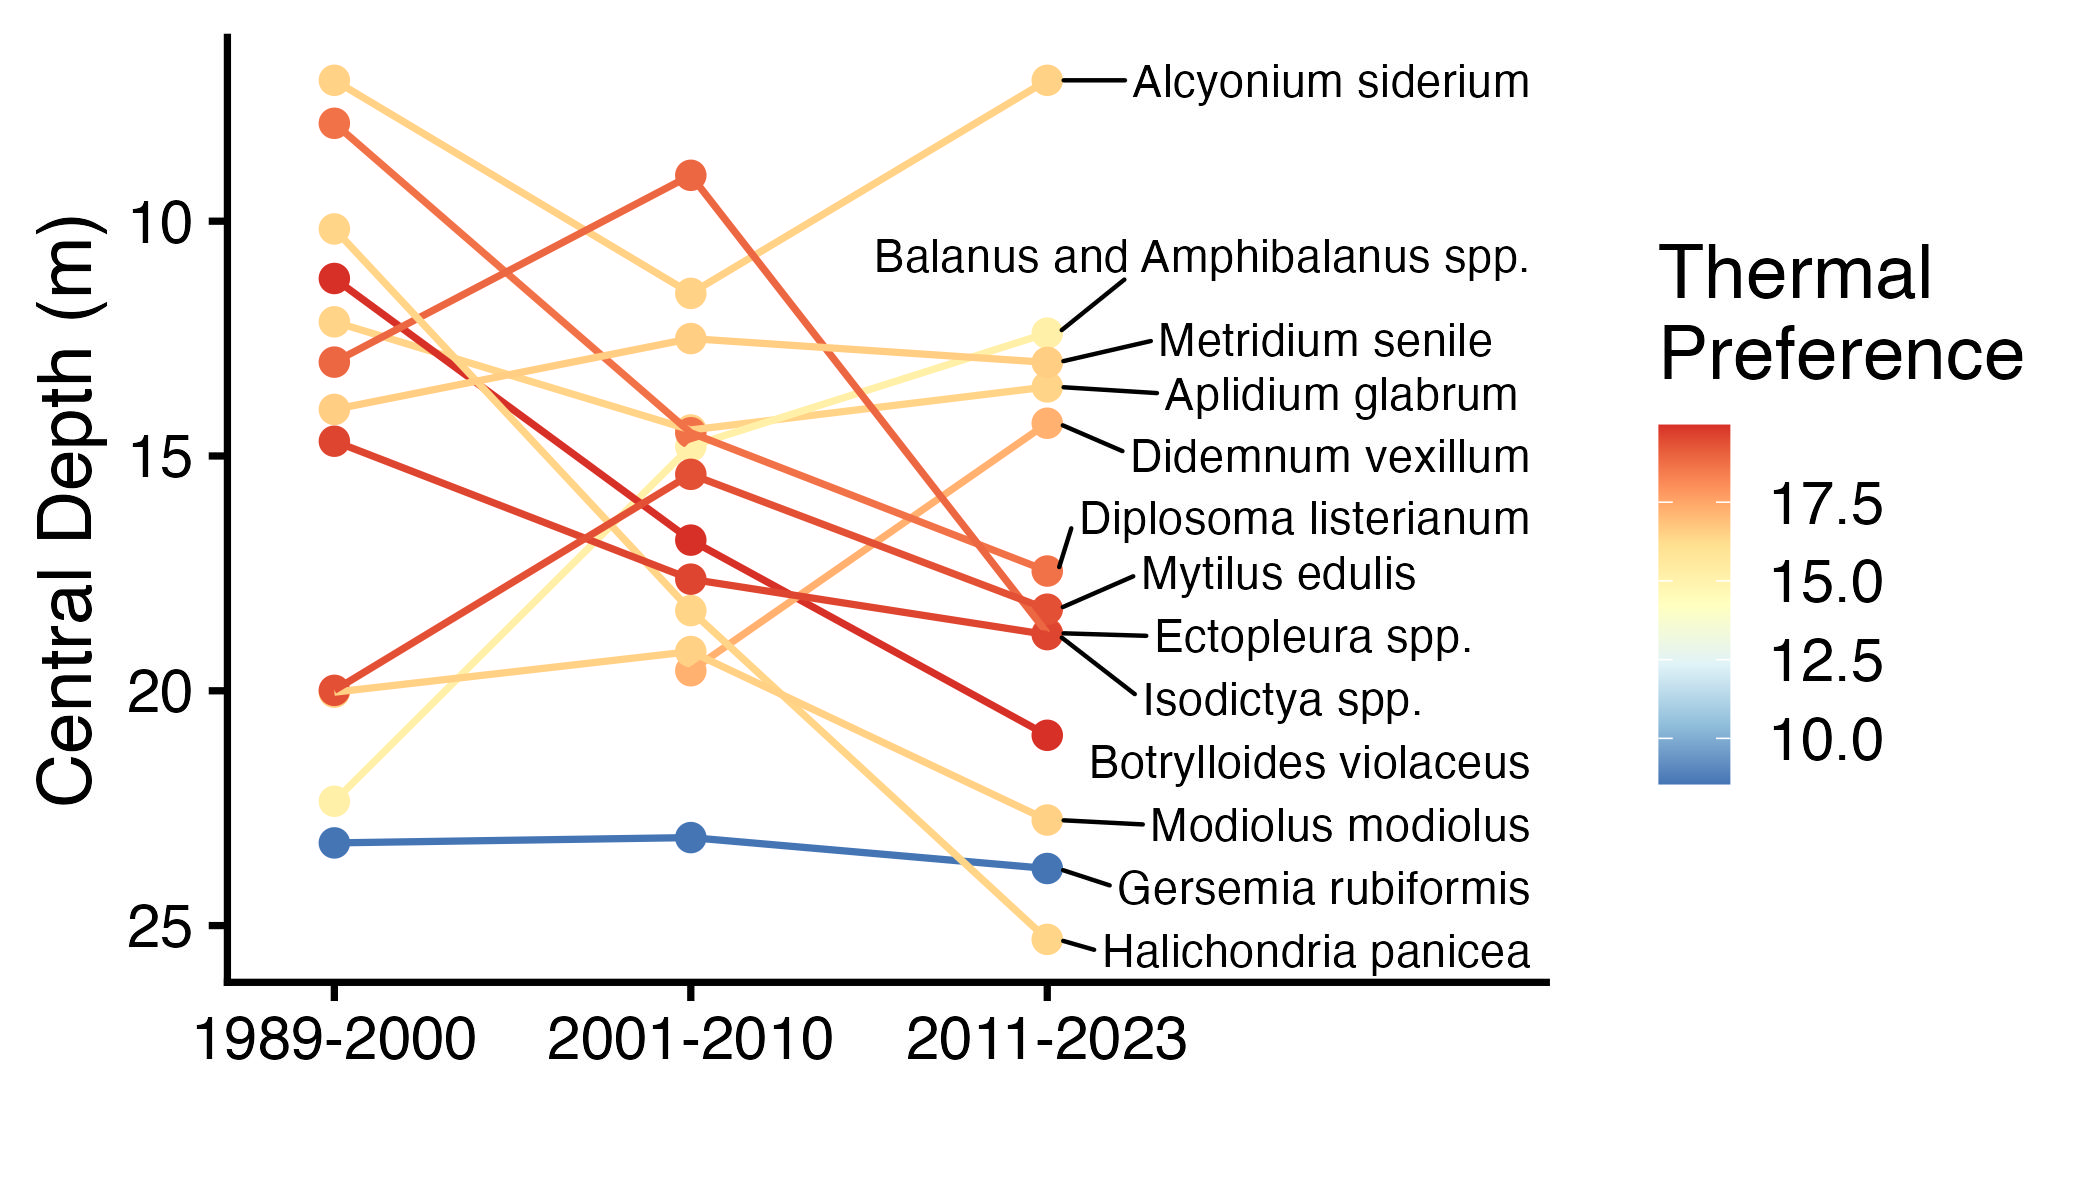 Central Depth (m)
10
15
20
25
1989-2000
2001-2010
2011-2023
Alcyonium siderium
Balanus and Amphibalanus spp.
Metridium senile
Aplidium glabrum
Didemnum vexillum
Diplosoma listerianum
Mytilus edulis
Ectopleura spp.
Isodictya spp.
Botrylloides violaceus
Modiolus modiolus
Gersemia rubiformis
Halichondria panicea
Thermal
Preference
17.5
15.0
12.5
10.0